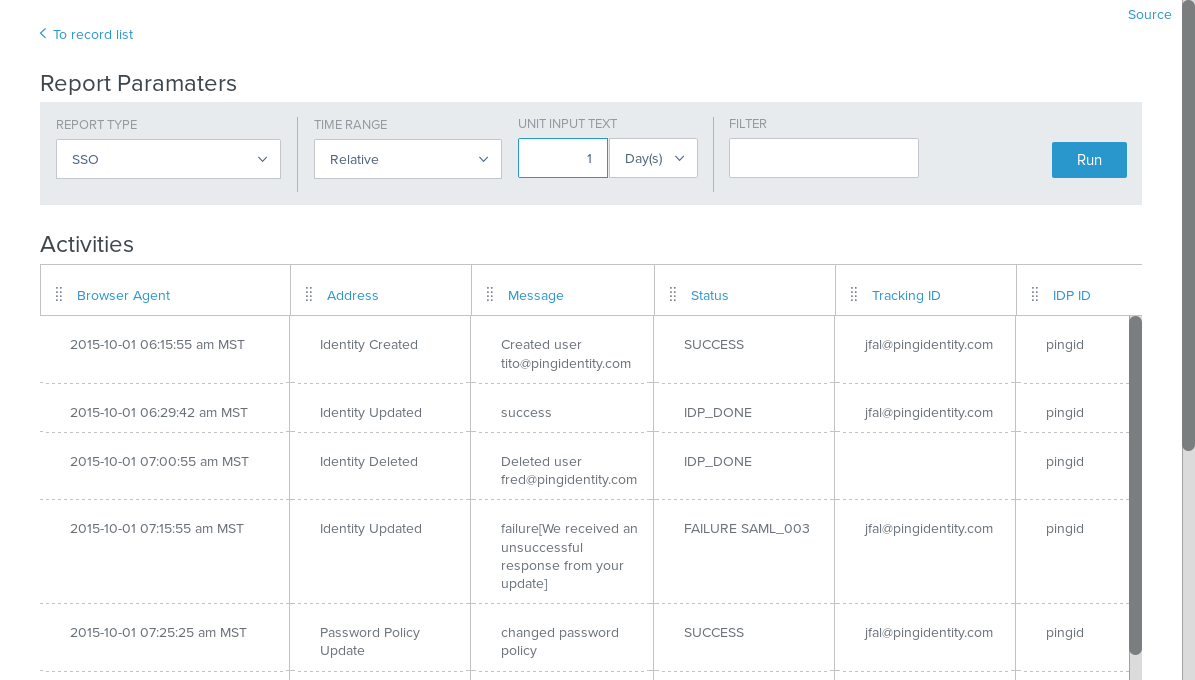 Source
To record list
Report Paramaters
REPORT TYPE
TIME RANGE
UNIT INPUT TEXT
FILTER
SSO
Relative
1
Day(s)
Run
Activities
Browser Agent
Address
Message
Status
Tracking ID
IDP ID
2015-10-01 06:15:55 am MST
Identity Created
Created user
tito@pingidentity.com
SUCCESS
jfal@pingidentity.com
pingid
2015-10-01 06:29:42 am MST
Identity Updated
success
IDP_DONE
jfal@pingidentity.com
pingid
2015-10-01 07:00:55 am MST
Identity Deleted
Deleted user
fred@pingidentity.com
IDP_DONE
pingid
2015-10-01 07:15:55 am MST
Identity Updated
failure[We received an
unsuccessful
response from your
update]
FAILURE SAML_003
jfal@pingidentity.com
pingid
2015-10-01 07:25:25 am MST
Password Policy
Update
changed password
policy
SUCCESS
jfal@pingidentity.com
pingid